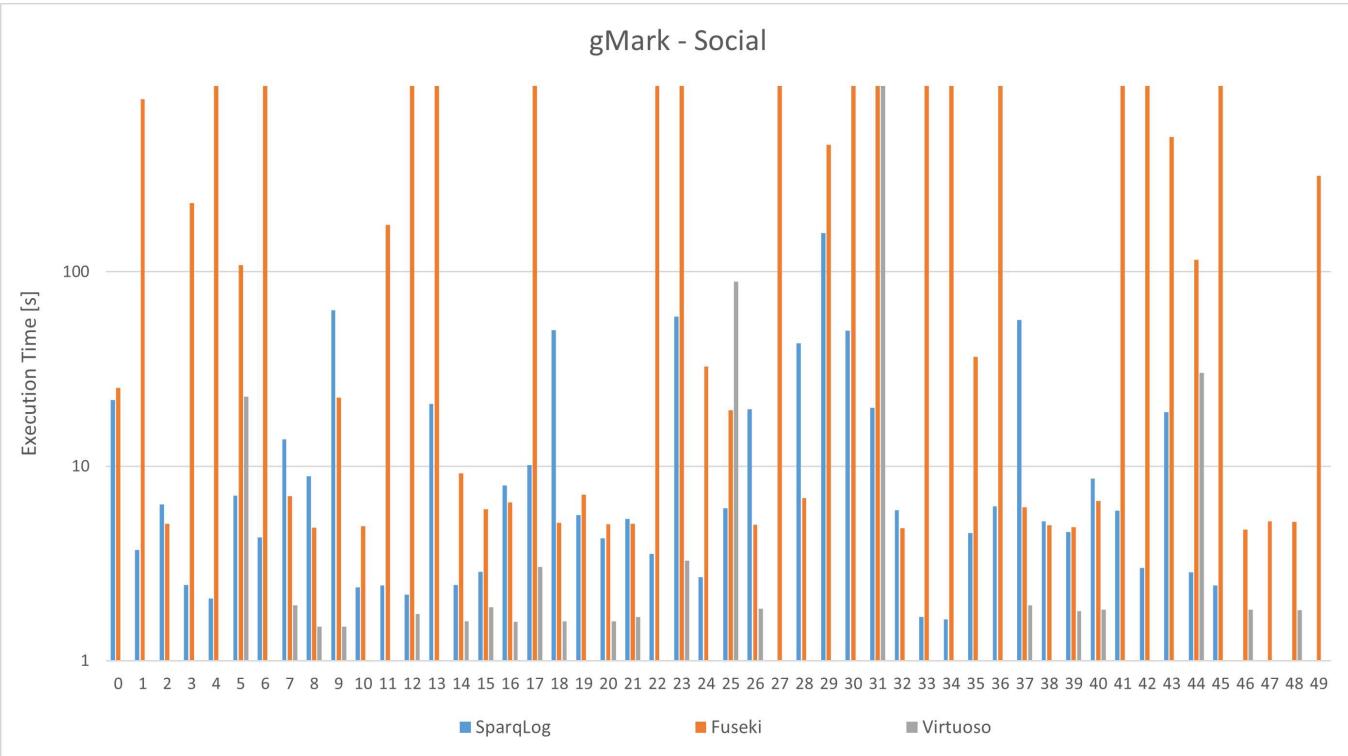 gMark - Social
Execution Time [s]
100
10
1
0 1 2 3 4 5 6 7 8 9 10 11 12 13 14 15 16 17 18 19 20 21 22 23 24 25 26 27 28 29 30 31 32 33 34 35 36 37 38 39 40 41 42 43 44 45 46 47 48 49
SparqLog Fuseki Virtuoso